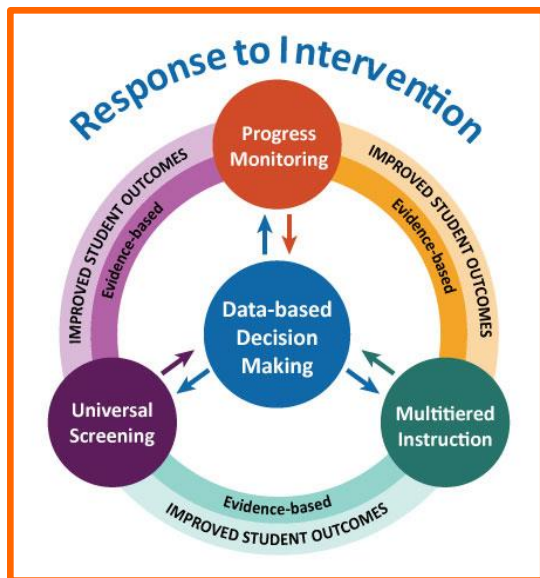 Response to Intervention
Progress
Monitoring
IMPROVED STUDENT OUTCOMES
Evidence-based
IMPROVED STUDENT OUTCOMES
Evidence-based
Data-based
Decision
Making
Universal
Screening
Multitiered
Instruction
Evidence-based
IMPROVED STUDENT OUTCOMES